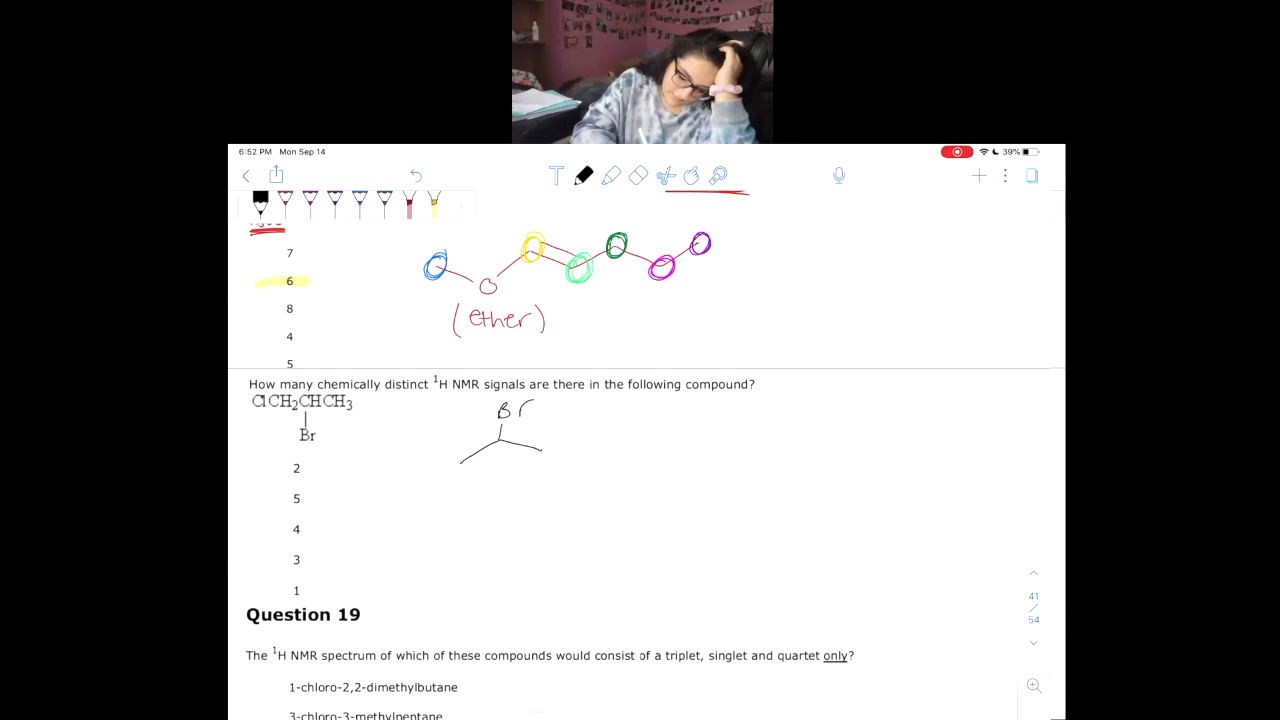 6:52 PM Mon Sep 14
39%
T
7
6
8
4
5
O
(ether)
How many chemically distinct ¹H NMR signals are there in the following compound?
ClCH₂CHCH₃
Br
Br
2
5
4
3
1
41
/
54
Question 19
The ¹H NMR spectrum of which of these compounds would consist of a triplet, singlet and quartet only?
1-chloro-2,2-dimethylbutane
3-chloro-3-methylpentane